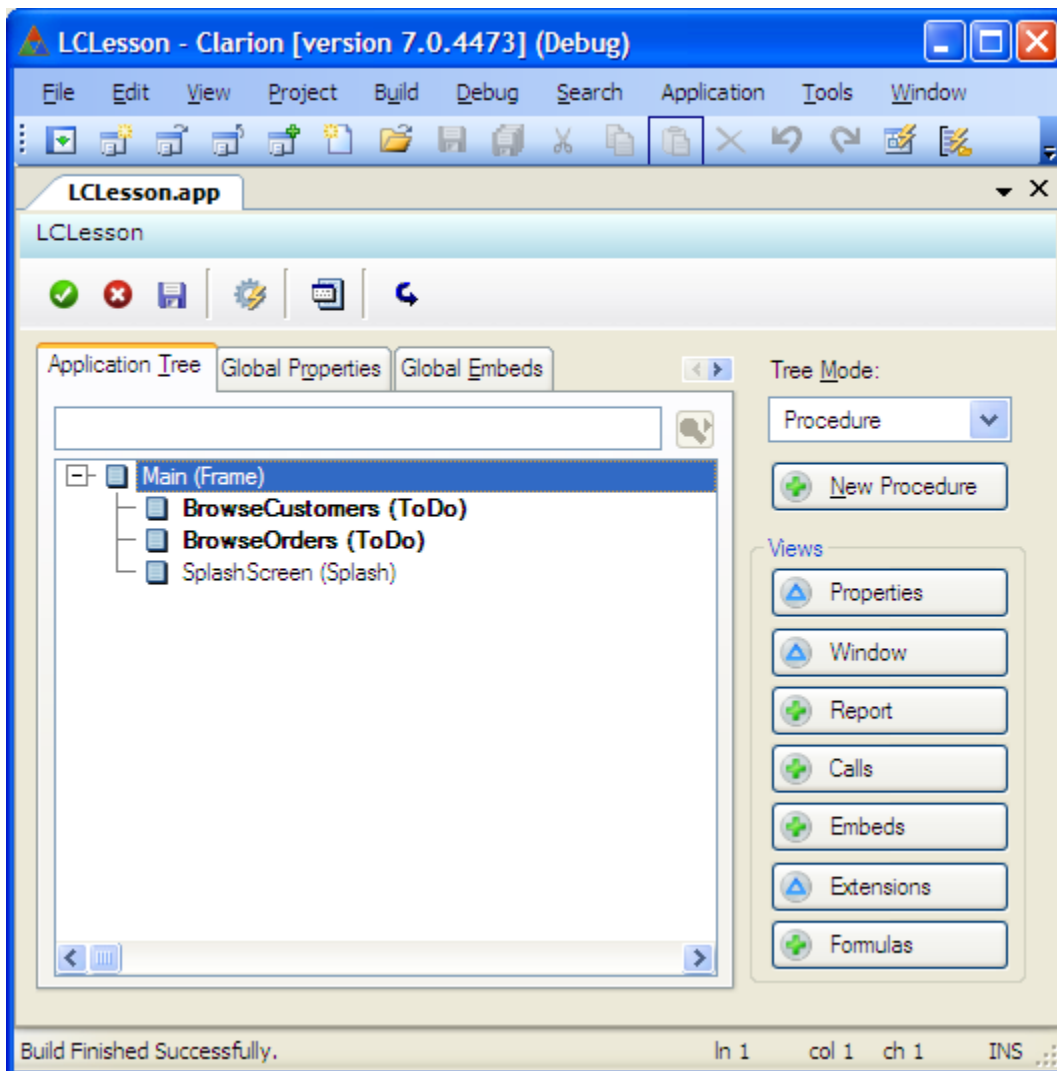 LCLesson - Clarion [version 7.0.4473] (Debug)
File Edit View Project Build Debug Search Application Tools Window
LCLesson.app
LCLesson
Application Tree Global Properties Global Embeds
Tree Mode:
Procedure
New Procedure
Main (Frame)
BrowseCustomers (ToDo)
BrowseOrders (ToDo)
SplashScreen (Splash)
Views
Properties
Window
Report
Calls
Embeds
Extensions
Formulas
Build Finished Successfully. ln 1 col 1 ch 1 INS